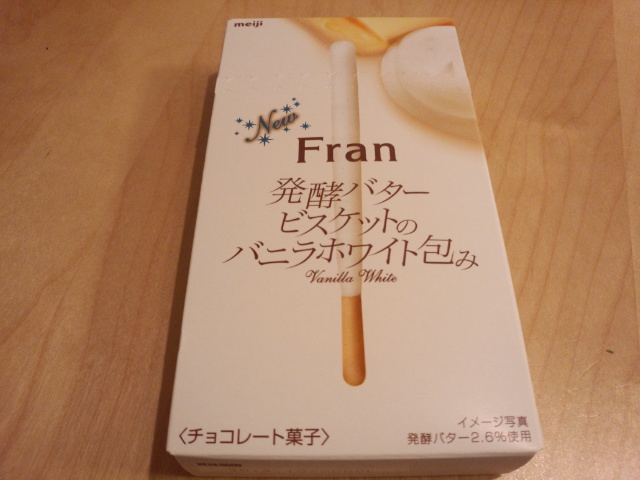 meiji
New
Fran
発酵バター
ビスケットの
バニラホワイト包み
Vanilla White
〈チョコレート菓子〉
イメージ写真
発酵バター2.6%使用